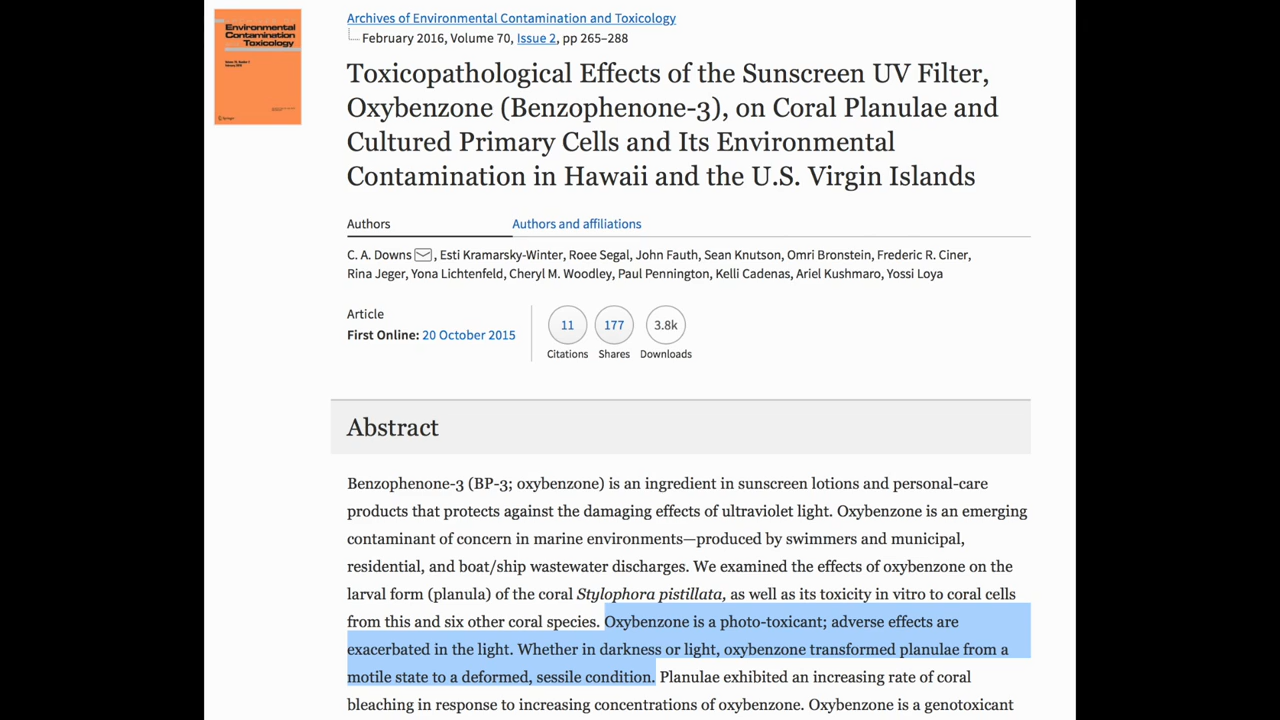 Environmental
Contamination
Toxicology
Archives of Environmental Contamination and Toxicology
February 2016, Volume 70, Issue 2, pp 265–288
Toxicopathological Effects of the Sunscreen UV Filter,
Oxybenzone (Benzophenone-3), on Coral Planulae and
Cultured Primary Cells and Its Environmental
Contamination in Hawaii and the U.S. Virgin Islands
Authors Authors and affiliations
C. A. Downs , Esti Kramarsky-Winter, Roee Segal, John Fauth, Sean Knutson, Omri Bronstein, Frederic R. Ciner,
Rina Jeger, Yona Lichtenfeld, Cheryl M. Woodley, Paul Pennington, Kelli Cadenas, Ariel Kushmaro, Yossi Loya
Article
First Online: 20 October 2015
11 177 3.8k
Citations Shares Downloads
Abstract
Benzophenone-3 (BP-3; oxybenzone) is an ingredient in sunscreen lotions and personal-care
products that protects against the damaging effects of ultraviolet light. Oxybenzone is an emerging
contaminant of concern in marine environments—produced by swimmers and municipal,
residential, and boat/ship wastewater discharges. We examined the effects of oxybenzone on the
larval form (planula) of the coral Stylophora pistillata, as well as its toxicity in vitro to coral cells
from this and six other coral species. Oxybenzone is a photo-toxicant; adverse effects are
exacerbated in the light. Whether in darkness or light, oxybenzone transformed planulae from a
motile state to a deformed, sessile condition. Planulae exhibited an increasing rate of coral
bleaching in response to increasing concentrations of oxybenzone. Oxybenzone is a genotoxicant